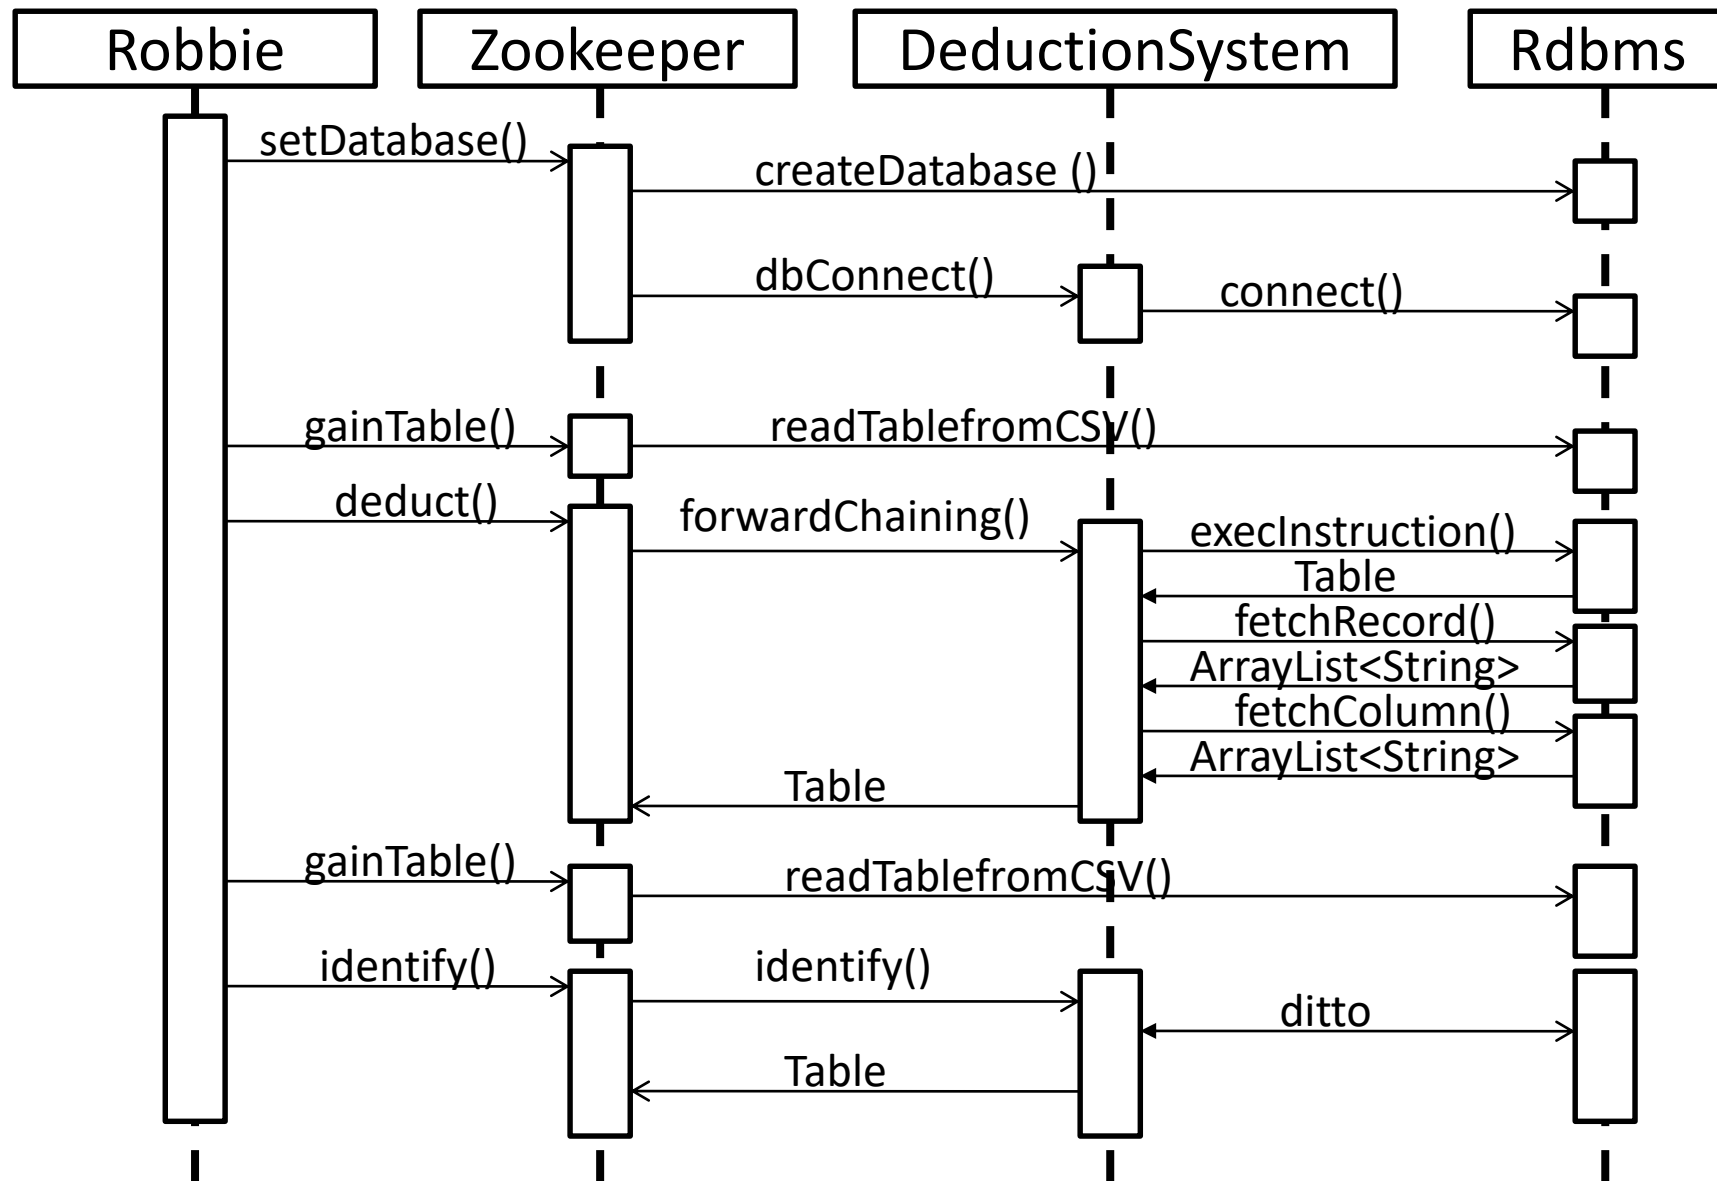 Robbie
Zookeeper
DeductionSystem
Rdbms
setDatabase()
createDatabase ()
dbConnect()
connect()
gainTable()
readTablefromCSV()
deduct()
forwardChaining()
execInstruction()
Table
fetchRecord()
ArrayList<String>
fetchColumn()
ArrayList<String>
Table
gainTable()
readTablefromCSV()
identify()
identify()
ditto
Table